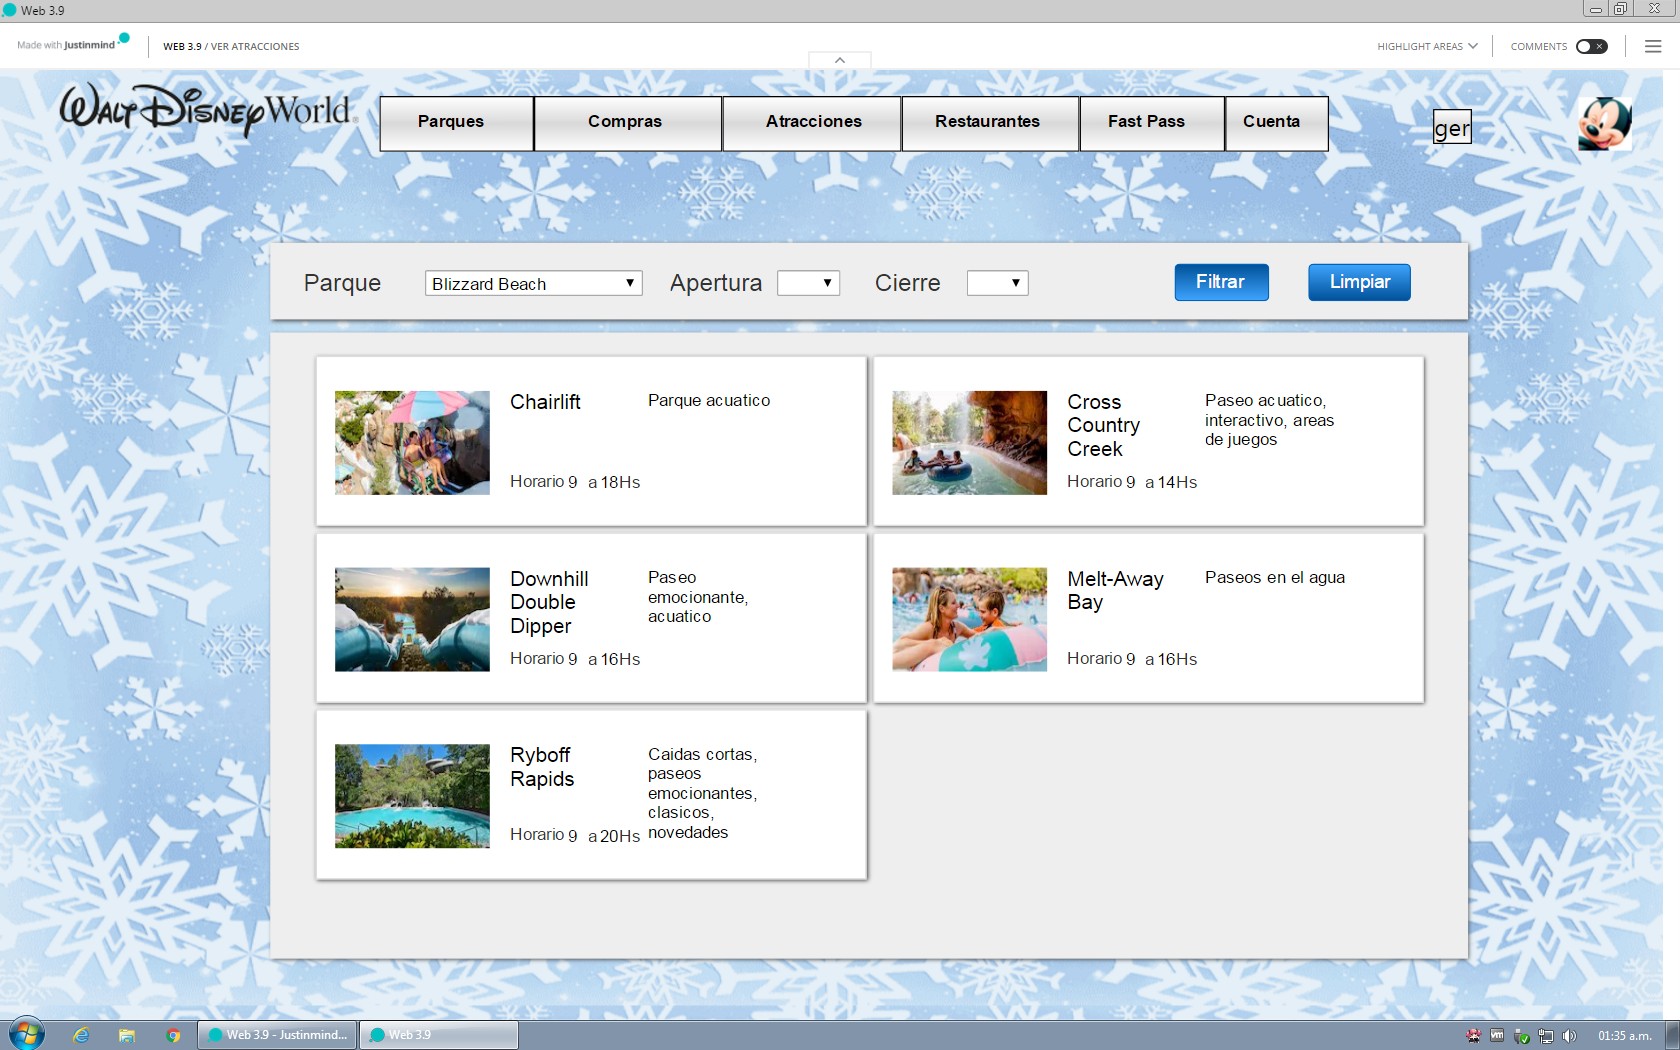 Web 3.9
Made with Justinmind
WEB 3.9 / VER ATRACCIONES
HIGHLIGHT AREAS
COMMENTS
WALT DISNEY World
Parques
Compras
Atracciones
Restaurantes
Fast Pass
Cuenta
ger
Parque
Blizzard Beach
Apertura
Cierre
Filtrar
Limpiar
Chairlift
Parque acuatico
Horario 9 a 18Hs
Cross
Country
Creek
Paseo acuatico,
interactivo, areas
de juegos
Horario 9 a 14Hs
Downhill
Double
Dipper
Paseo
emocionante,
acuatico
Horario 9 a 16Hs
Melt-Away
Bay
Paseos en el agua
Horario 9 a 16Hs
Ryboff
Rapids
Caidas cortas,
paseos
emocionantes,
clasicos,
novedades
Horario 9 a 20Hs
Web 3.9 - Justinmind...
Web 3.9
vm
01:35 a.m.